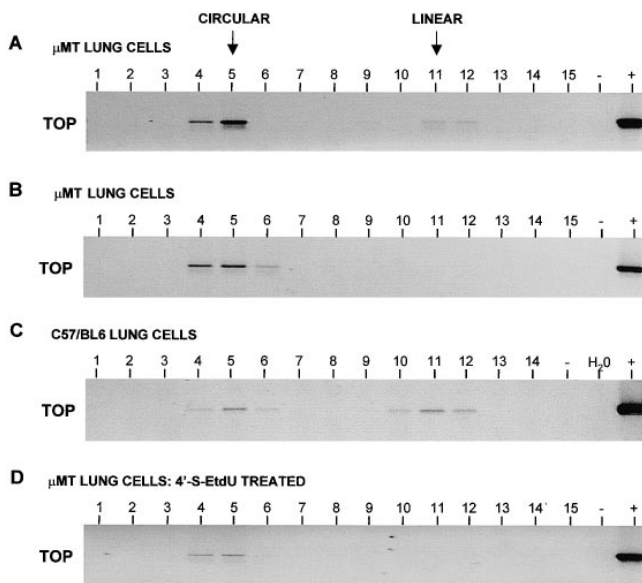 CIRCULAR LINEAR
A μMT LUNG CELLS
1 2 3 4 5 6 7 8 9 10 11 12 13 14 15 - +
TOP
B μMT LUNG CELLS
1 2 3 4 5 6 7 8 9 10 11 12 13 14 15 - +
TOP
C C57/BL6 LUNG CELLS
1 2 3 4 5 6 7 8 9 10 11 12 13 14 - H20 +
TOP
D μMT LUNG CELLS: 4'-S-EtdU TREATED
1 2 3 4 5 6 7 8 9 10 11 12 13 14 15 - +
TOP